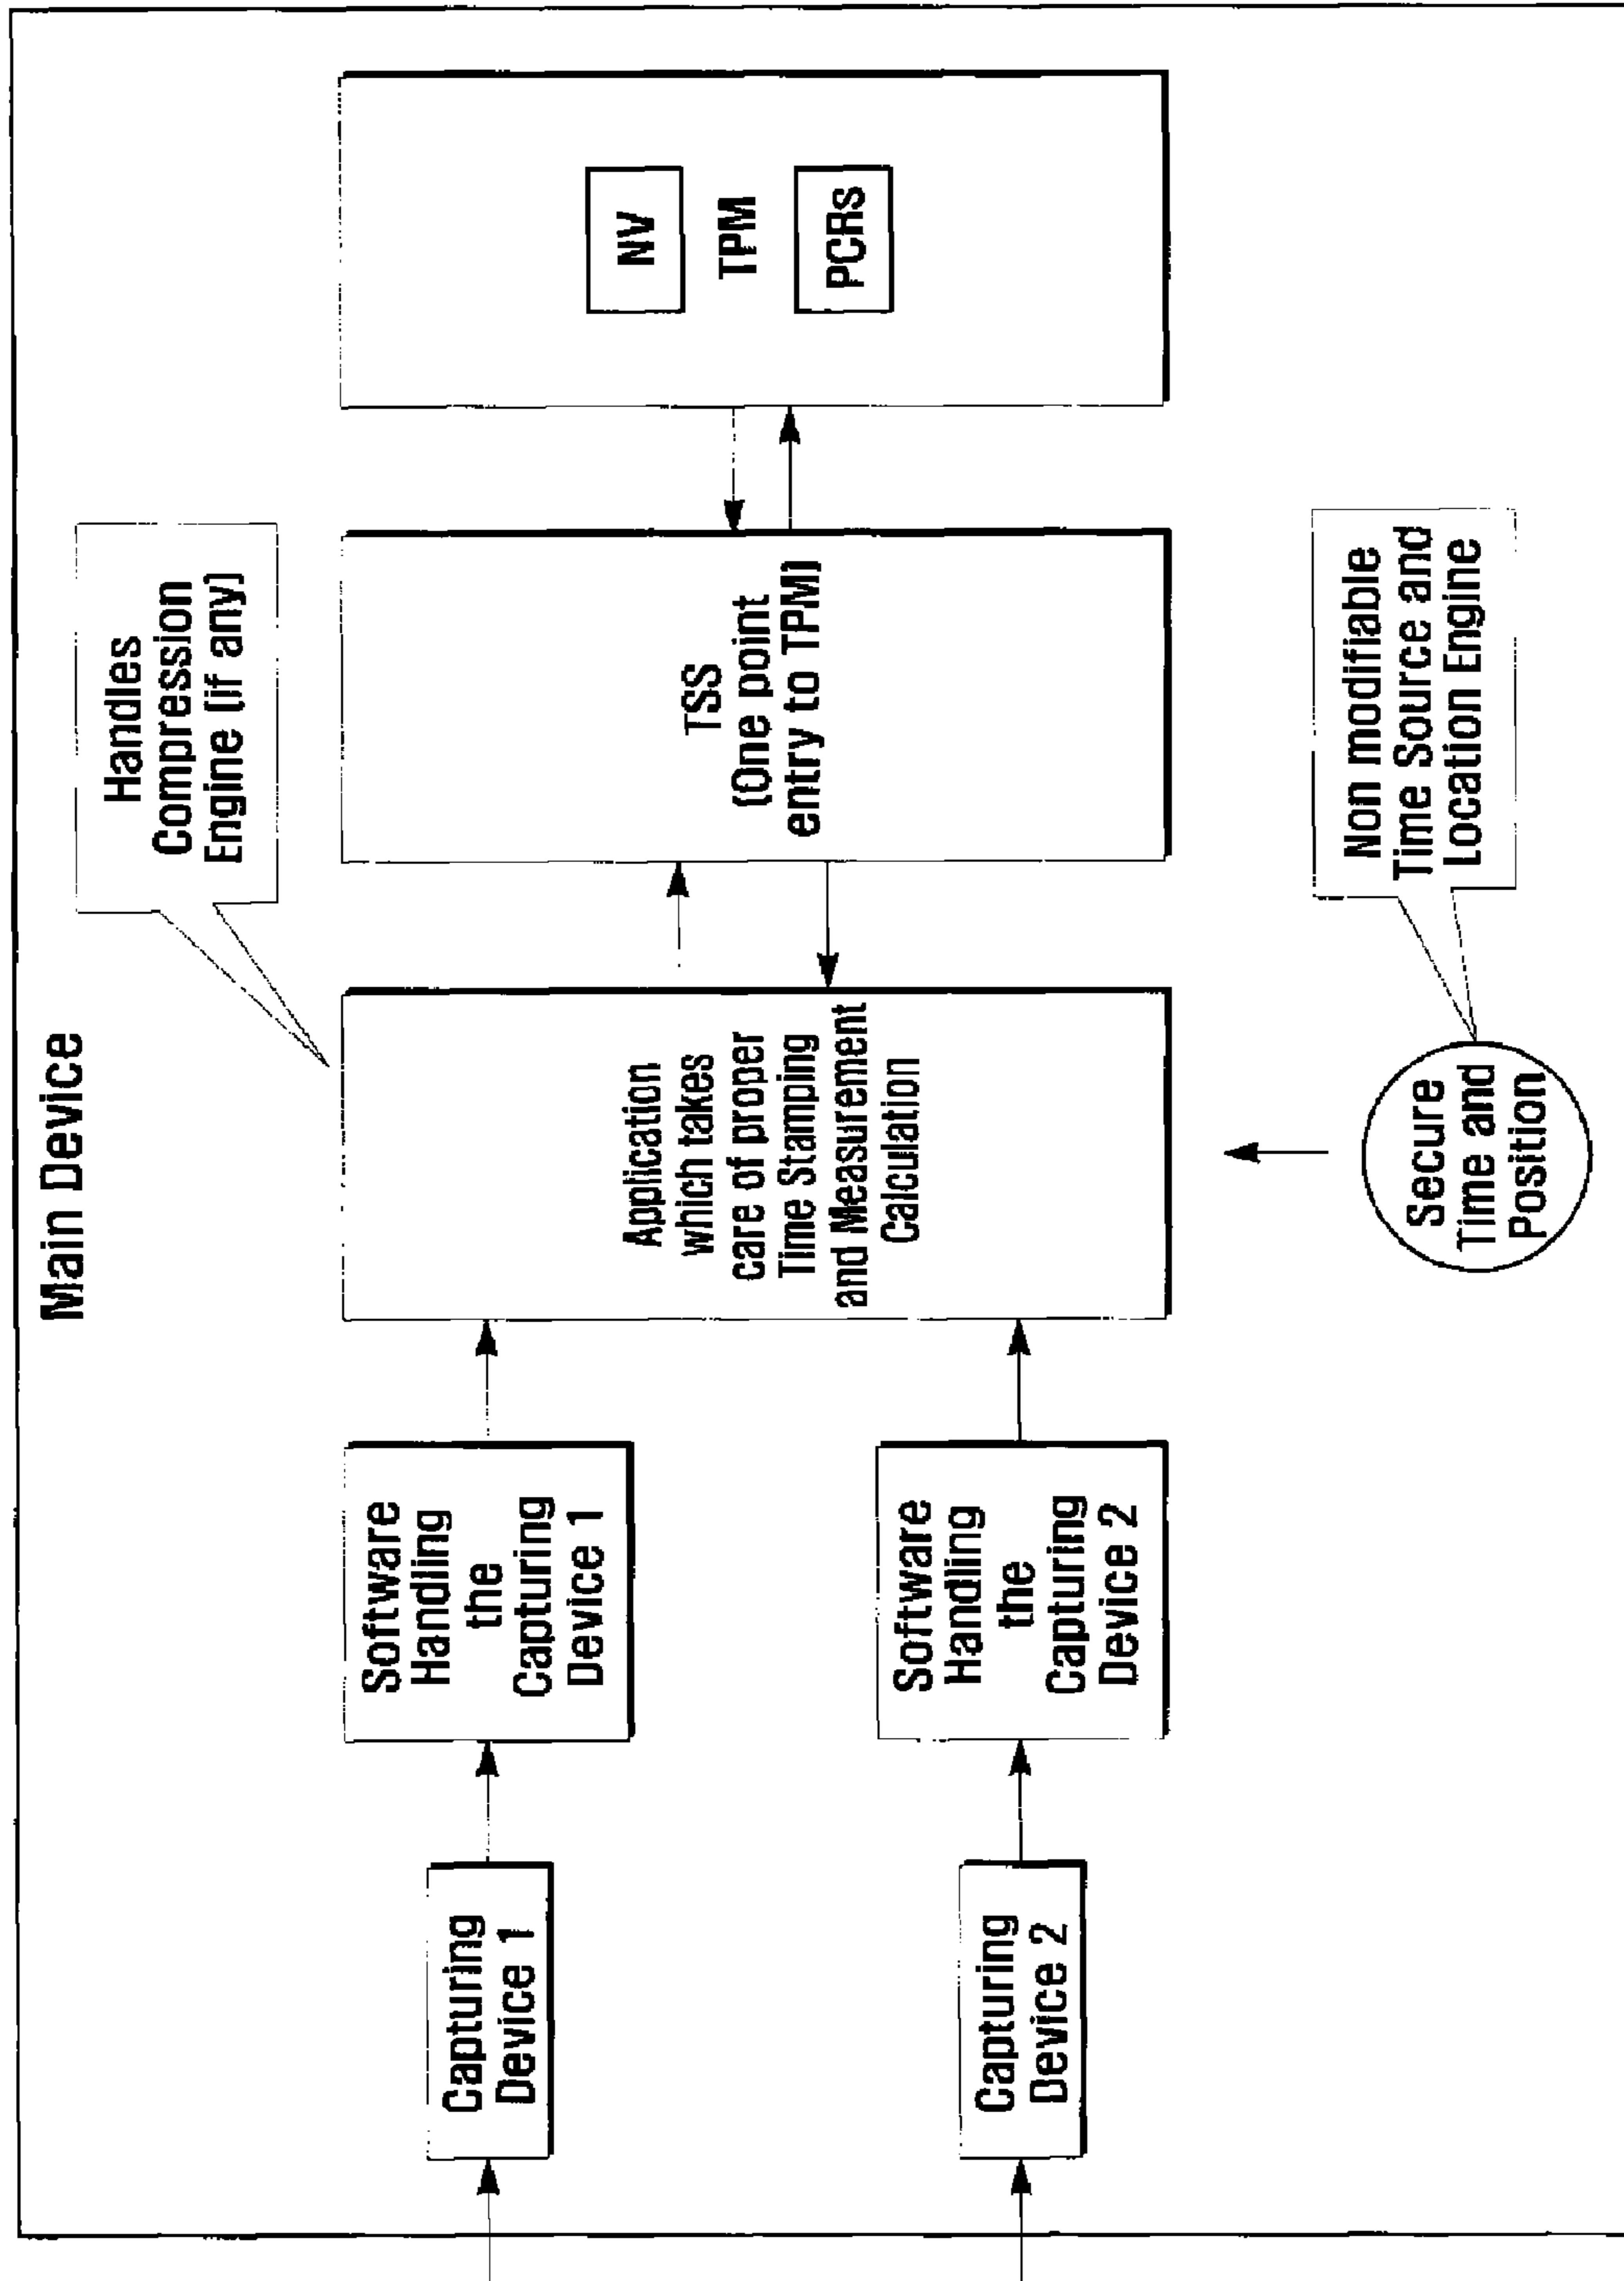 Main Device
Handles
Compression
Engine (if any)
Capturing
Device 1
Software
Handling
the
Capturing
Device 1
Capturing
Device 2
Software
Handling
the
Capturing
Device 2
Application
which takes
care of proper
Time Stamping
and Measurement
Calculation
TSS
(One point
entry to TPM)
NV
TPM
PCRs
Secure
Time and
Position
Non modifiable
Time Source and
Location Engine